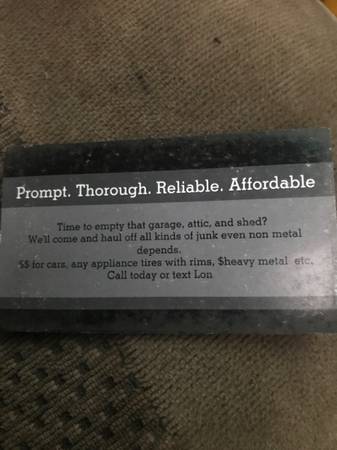 Prompt. Thorough. Reliable. Affordable
Time to empty that garage, attic, and shed?
We'll come and haul off all kinds of junk even non metal
depends.
$$ for cars, any appliance tires with rims, $heavy metal etc.
Call today or text Lon